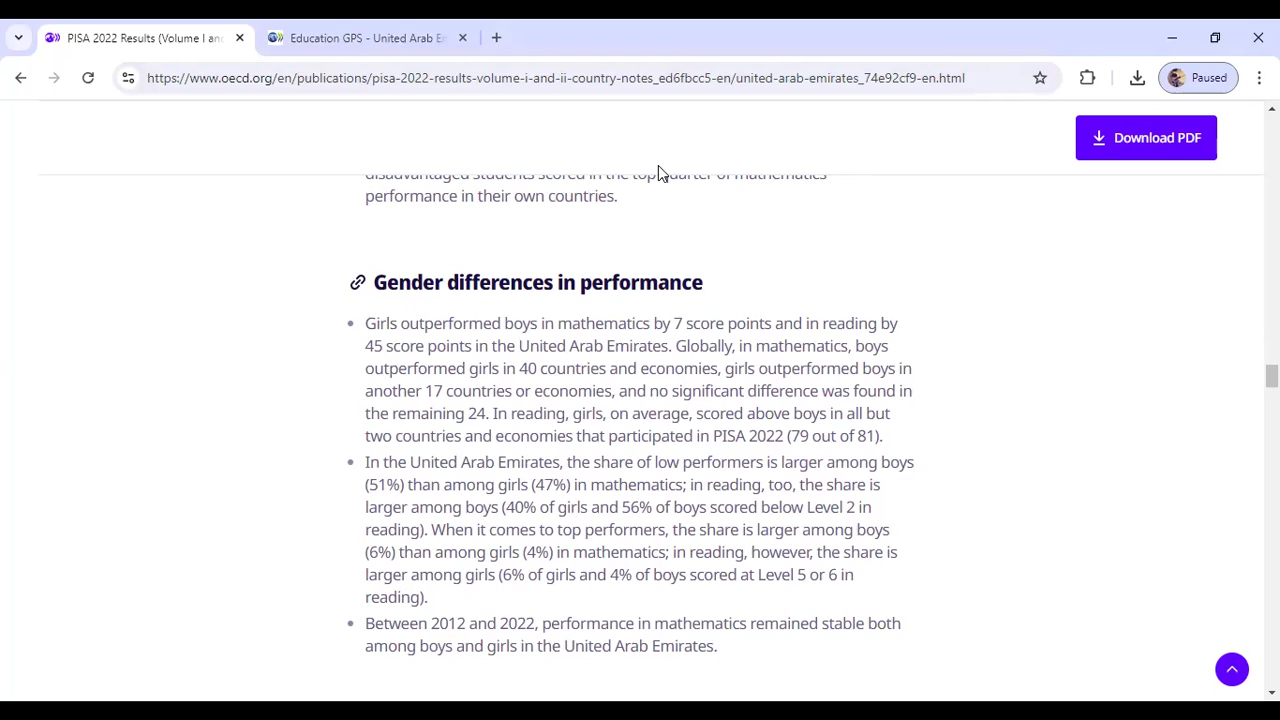 PISA 2022 Results (Volume I and
Education GPS - United Arab E
https://www.oecd.org/en/publications/pisa-2022-results-volume-i-and-ii-country-notes_ed6fbcc5-en/united-arab-emirates_74e92cf9-en.html
Paused
Download PDF
disadvantaged students scored in the top quarter of mathematics
performance in their own countries.
Gender differences in performance
Girls outperformed boys in mathematics by 7 score points and in reading by
45 score points in the United Arab Emirates. Globally, in mathematics, boys
outperformed girls in 40 countries and economies, girls outperformed boys in
another 17 countries or economies, and no significant difference was found in
the remaining 24. In reading, girls, on average, scored above boys in all but
two countries and economies that participated in PISA 2022 (79 out of 81).
In the United Arab Emirates, the share of low performers is larger among boys
(51%) than among girls (47%) in mathematics; in reading, too, the share is
larger among boys (40% of girls and 56% of boys scored below Level 2 in
reading). When it comes to top performers, the share is larger among boys
(6%) than among girls (4%) in mathematics; in reading, however, the share is
larger among girls (6% of girls and 4% of boys scored at Level 5 or 6 in
reading).
Between 2012 and 2022, performance in mathematics remained stable both
among boys and girls in the United Arab Emirates.